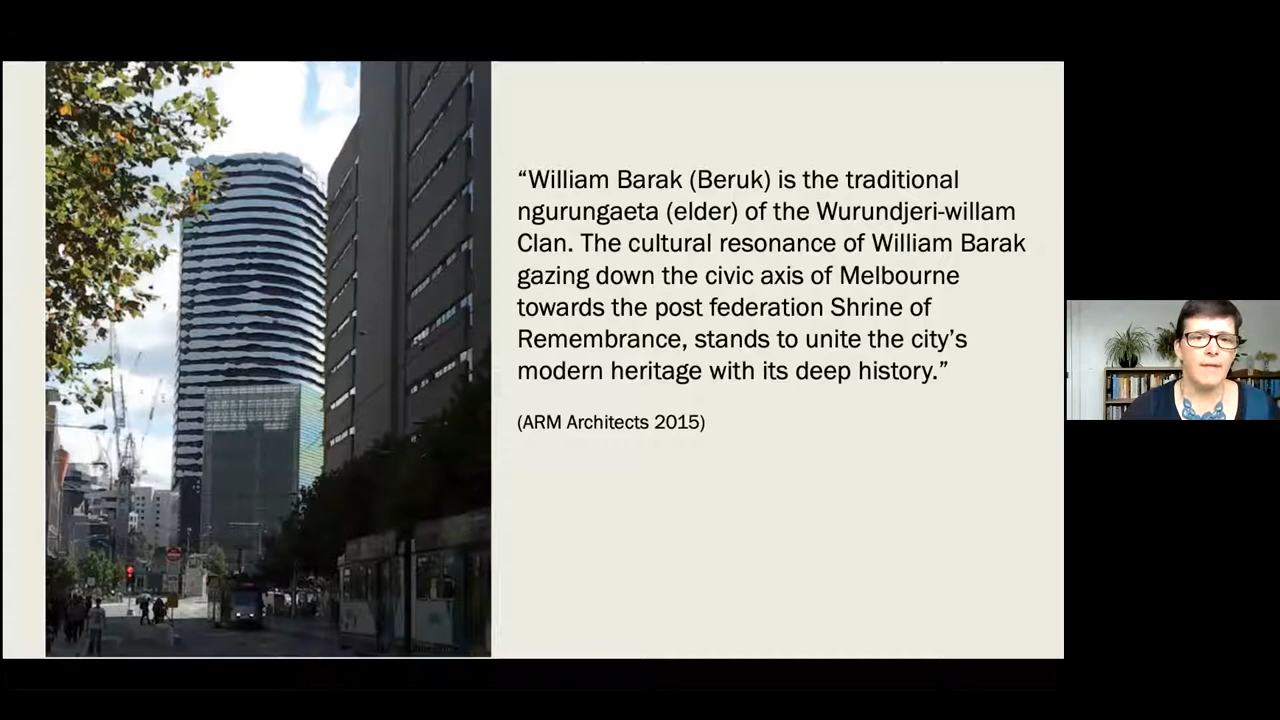 “William Barak (Beruk) is the traditional
ngurungaeta (elder) of the Wurundjeri-willam
Clan. The cultural resonance of William Barak
gazing down the civic axis of Melbourne
towards the post federation Shrine of
Remembrance, stands to unite the city’s
modern heritage with its deep history.”
(ARM Architects 2015)